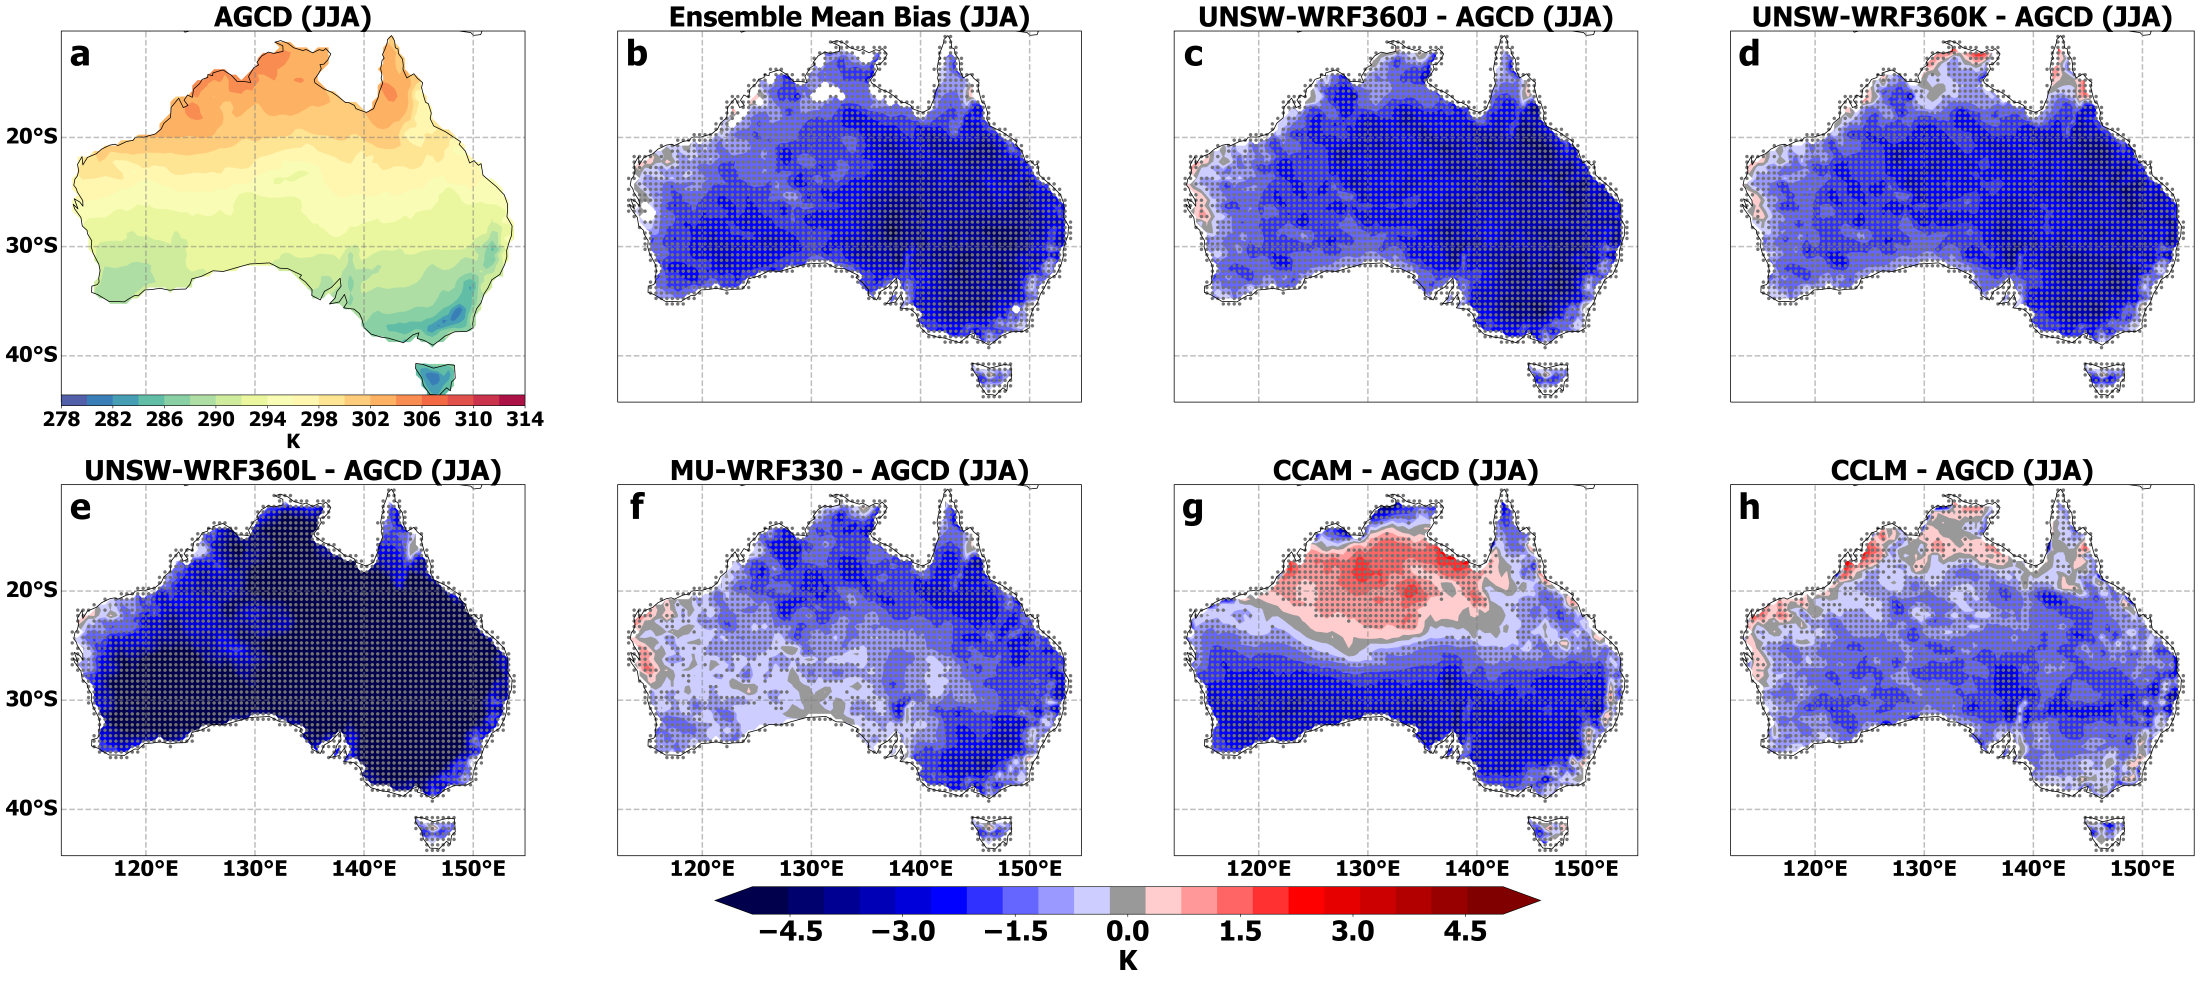 AGCD (JJA)
Ensemble Mean Bias (JJA)
UNSW-WRF360J - AGCD (JJA)
UNSW-WRF360K - AGCD (JJA)
a
b
c
d
20°S
30°S
40°S
278 282 286 290 294 298 302 306 310 314
K
UNSW-WRF360L - AGCD (JJA)
MU-WRF330 - AGCD (JJA)
CCAM - AGCD (JJA)
CCLM - AGCD (JJA)
e
f
g
h
20°S
30°S
40°S
120°E 130°E 140°E 150°E
120°E 130°E 140°E 150°E
120°E 130°E 140°E 150°E
120°E 130°E 140°E 150°E
−4.5 −3.0 −1.5 0.0 1.5 3.0 4.5
K